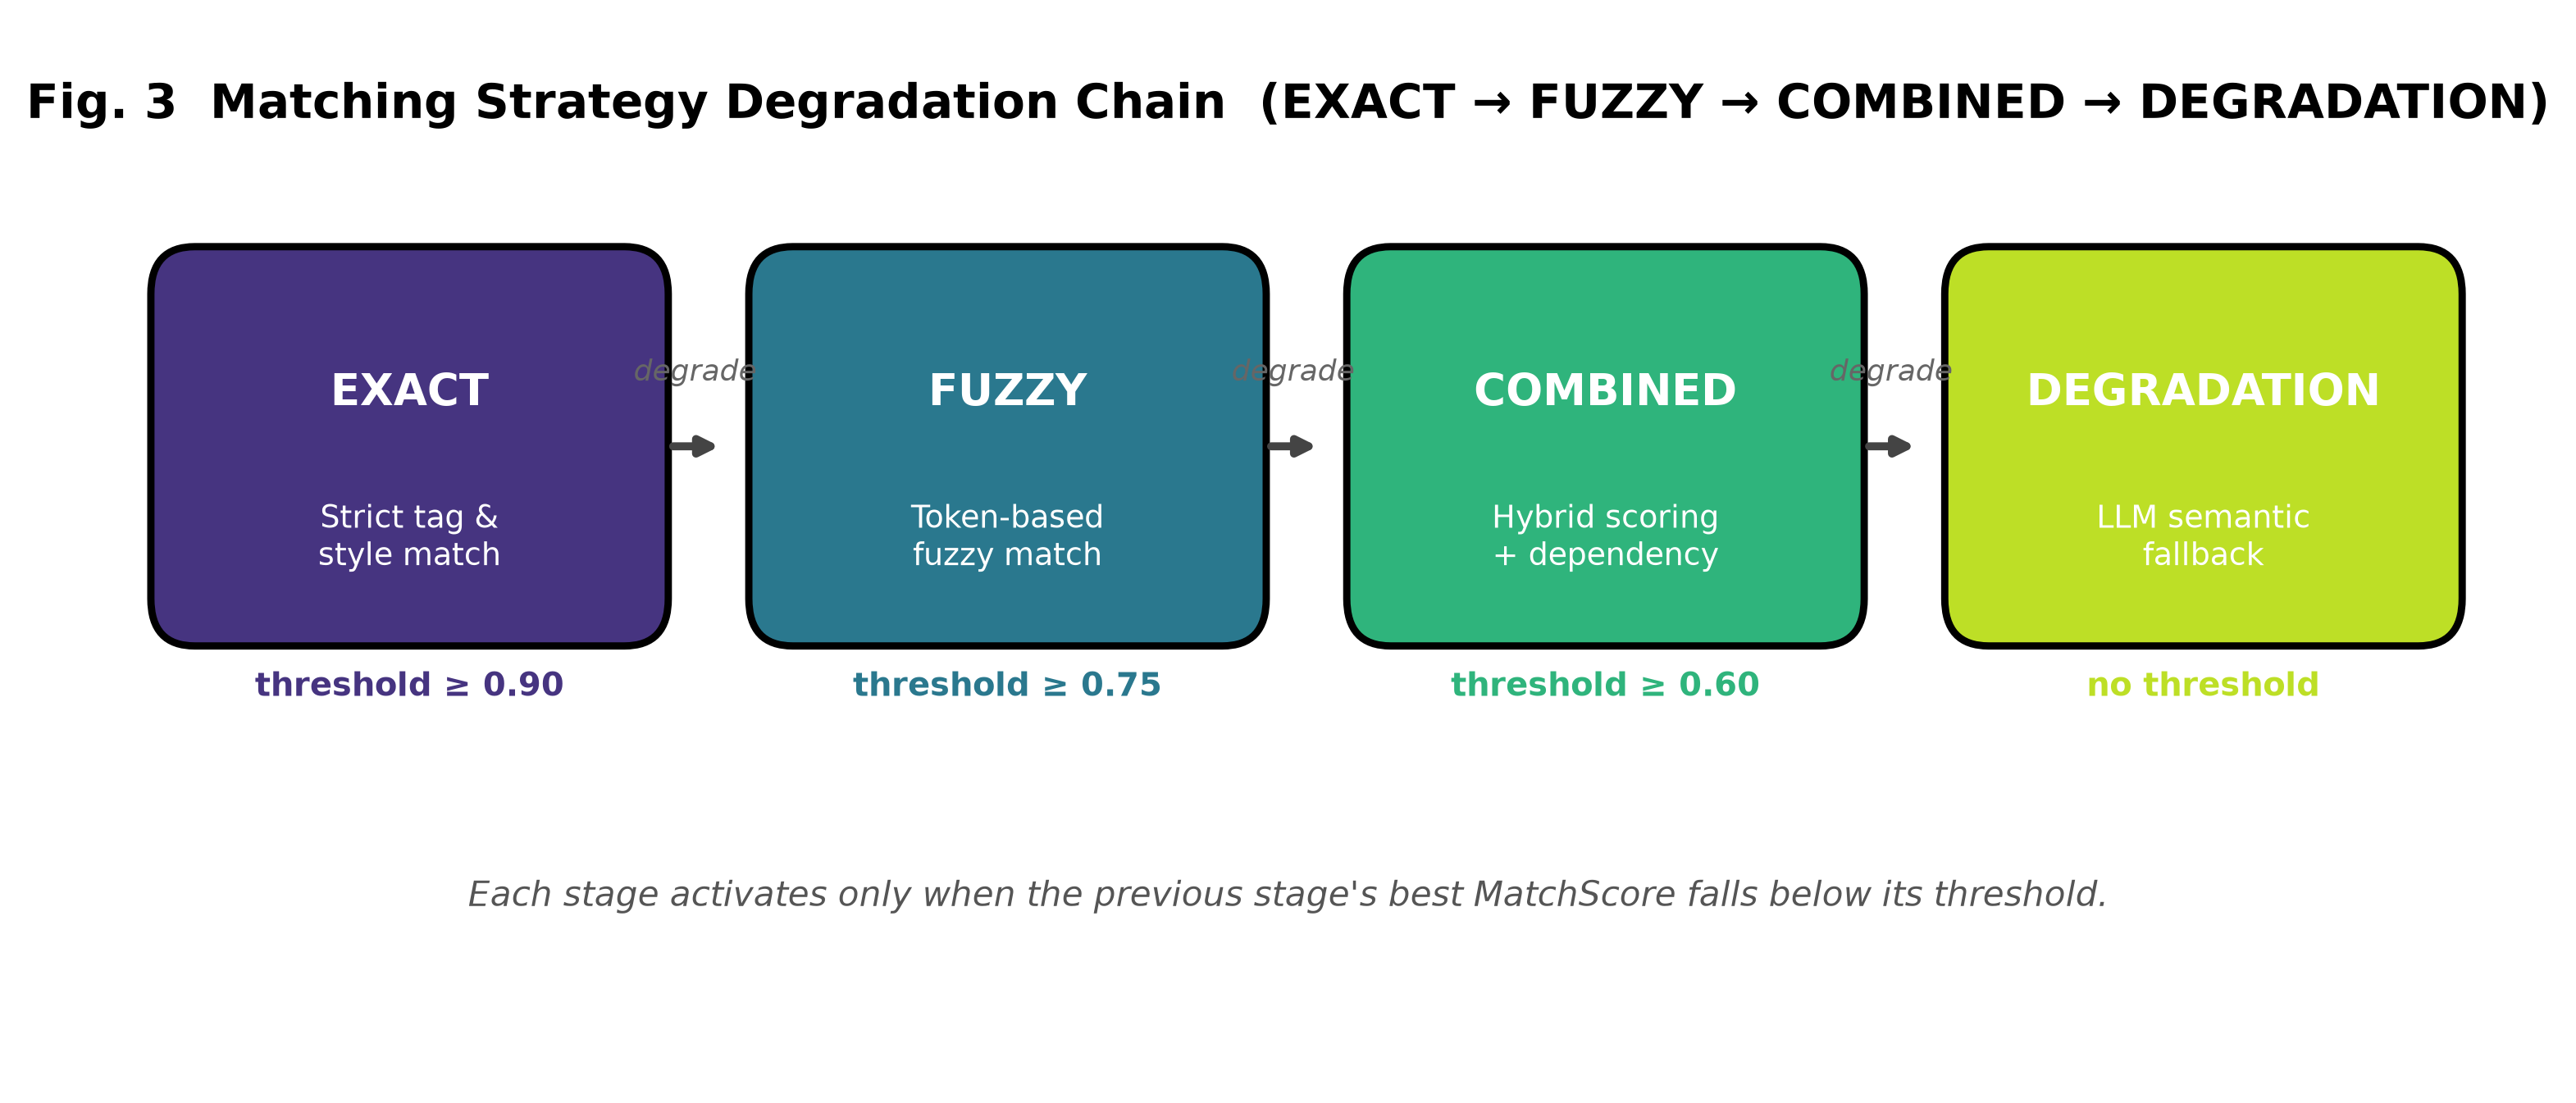 Fig. 3  Matching Strategy Degradation Chain  (EXACT → FUZZY → COMBINED → DEGRADATION)
EXACT
Strict tag &
style match
threshold ≥ 0.90
degrade
FUZZY
Token-based
fuzzy match
threshold ≥ 0.75
degrade
COMBINED
Hybrid scoring
+ dependency
threshold ≥ 0.60
degrade
DEGRADATION
LLM semantic
fallback
no threshold
Each stage activates only when the previous stage's best MatchScore falls below its threshold.